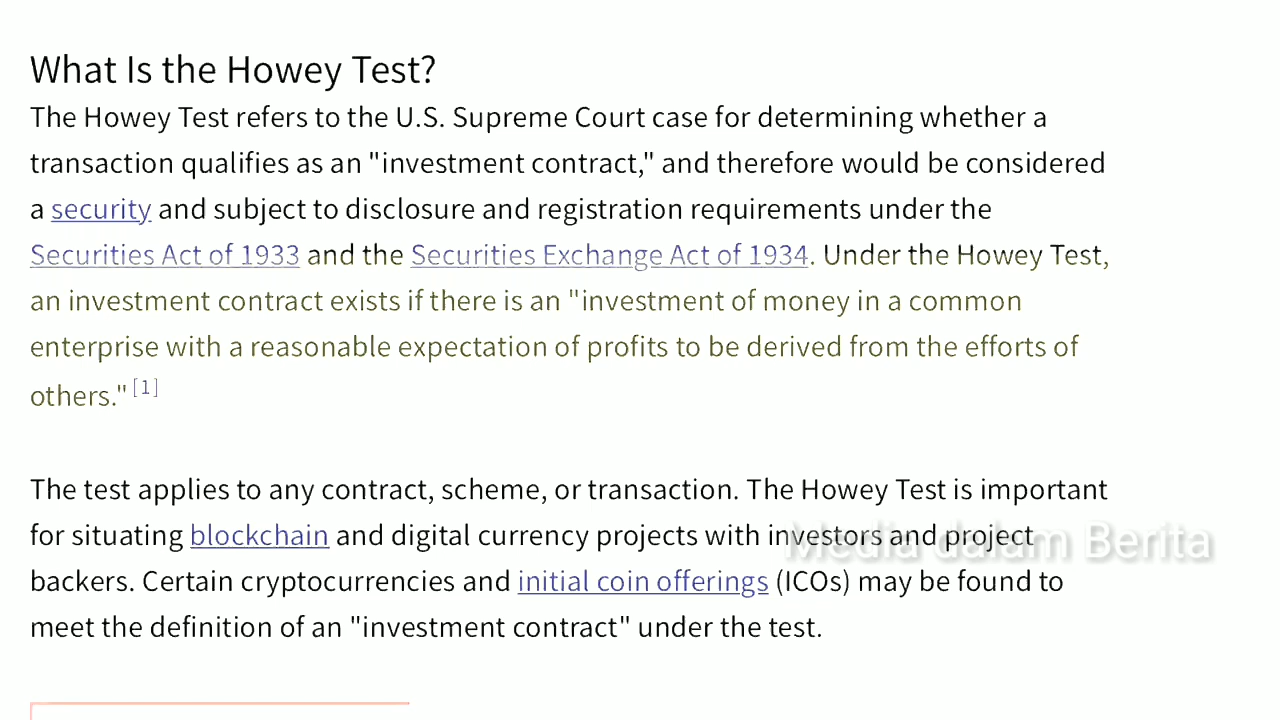 What Is the Howey Test?
The Howey Test refers to the U.S. Supreme Court case for determining whether a
transaction qualifies as an "investment contract," and therefore would be considered
a security and subject to disclosure and registration requirements under the
Securities Act of 1933 and the Securities Exchange Act of 1934. Under the Howey Test,
an investment contract exists if there is an "investment of money in a common
enterprise with a reasonable expectation of profits to be derived from the efforts of
others." [1]
The test applies to any contract, scheme, or transaction. The Howey Test is important
for situating blockchain and digital currency projects with investors and project
Media dalam Berita
backers. Certain cryptocurrencies and initial coin offerings (ICOs) may be found to
meet the definition of an "investment contract" under the test.